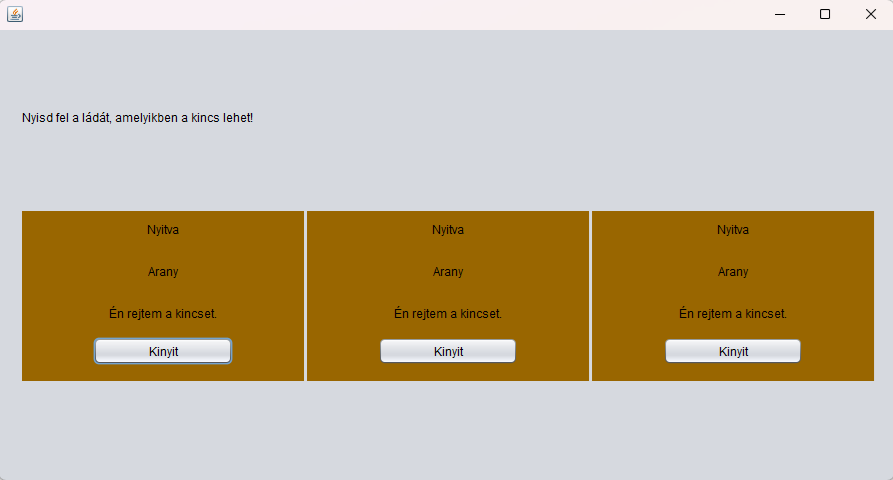 Nyisd fel a ládát, amelyikben a kincs lehet!
Nyitva
Arany
Én rejtem a kincset.
Kinyit
Nyitva
Arany
Én rejtem a kincset.
Kinyit
Nyitva
Arany
Én rejtem a kincset.
Kinyit